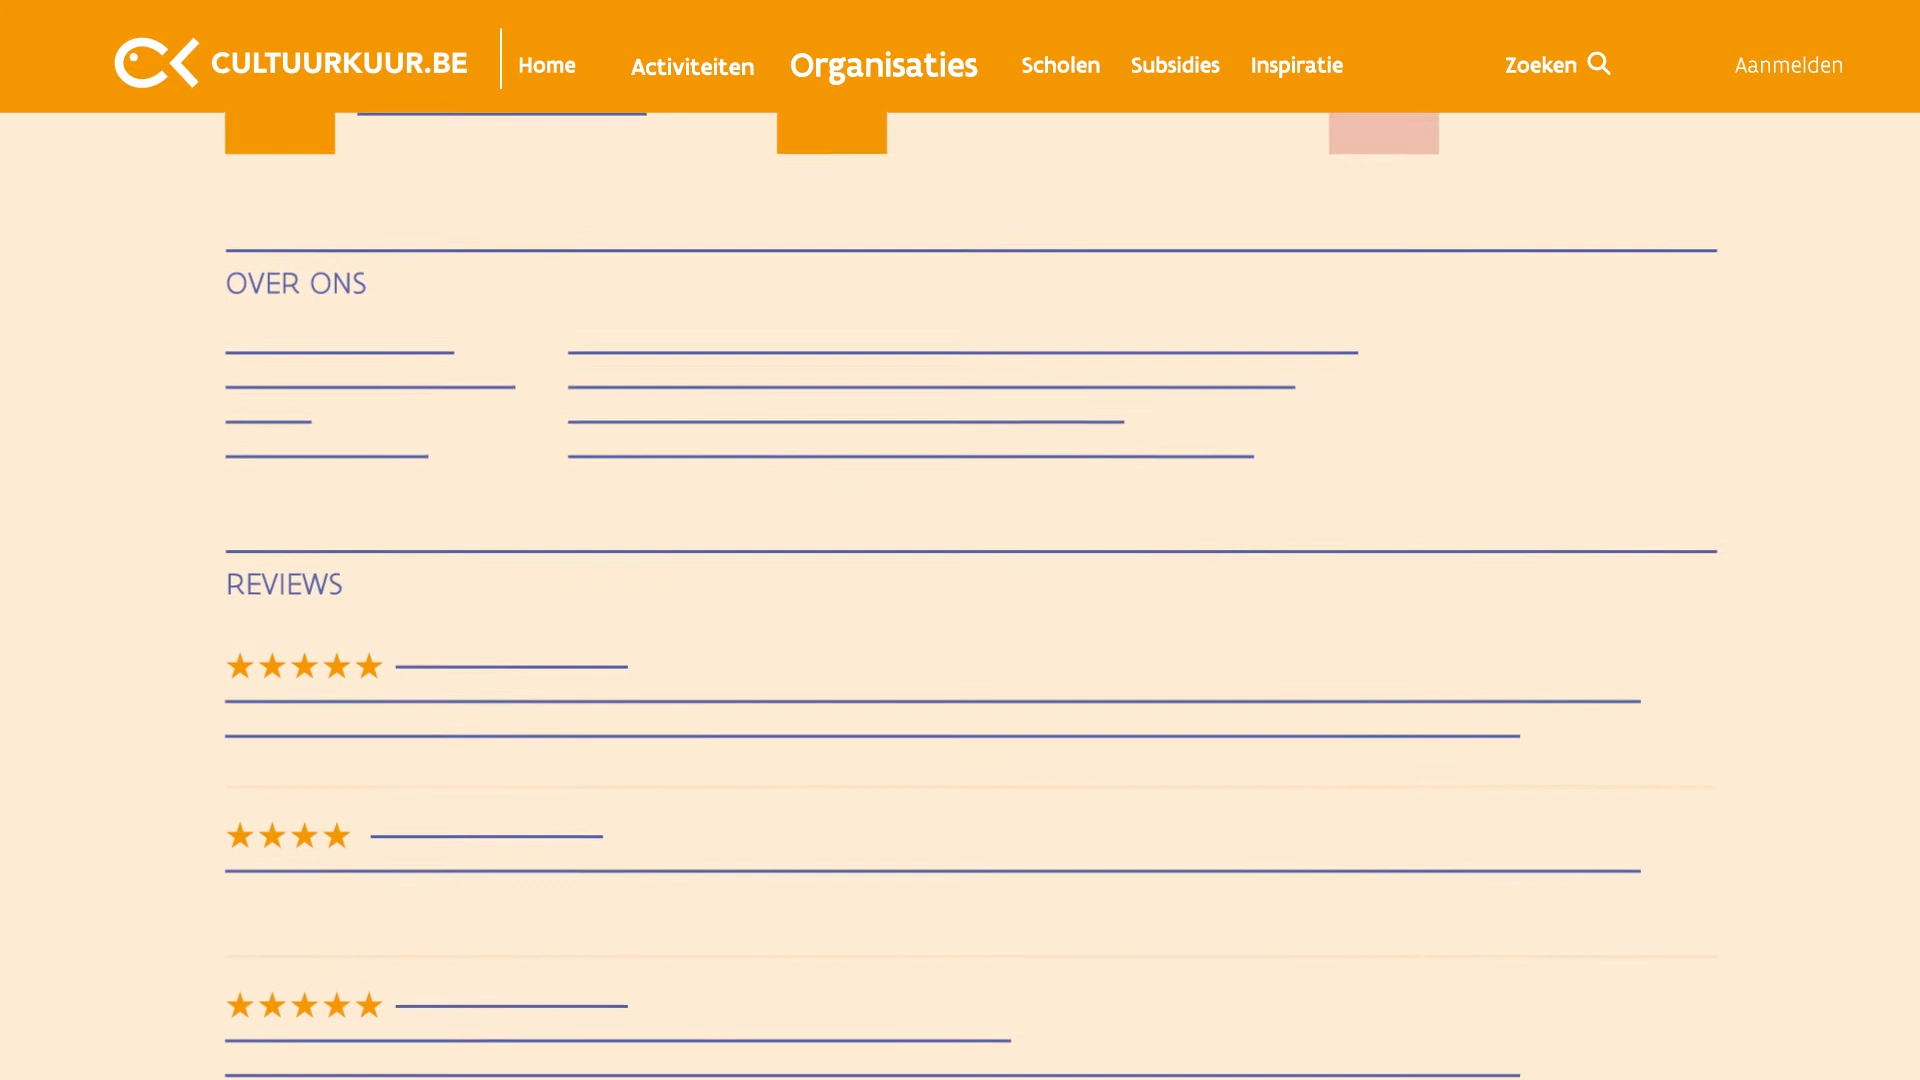 CULTUURKUUR.BE Home Activiteiten Organisaties Scholen Subsidies Inspiratie Zoeken Aanmelden
OVER ONS
REVIEWS